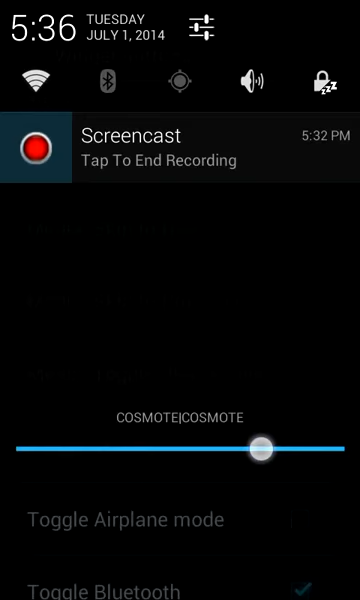 5:36
TUESDAY
JULY 1, 2014
Screencast
5:32 PM
Tap To End Recording
COSMOTE|COSMOTE
Toggle Airplane mode
Toggle Bluetooth